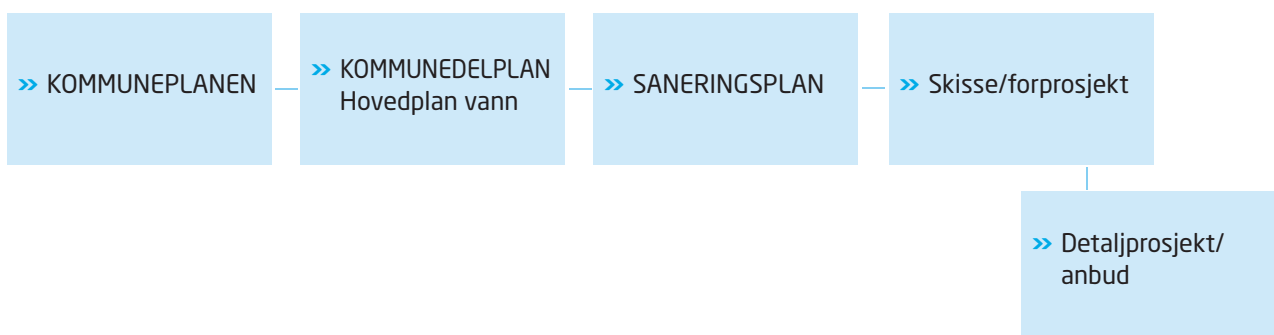 » KOMMUNEPLANEN
» KOMMUNEDELPLAN
Hovedplan vann
» SANERINGSPLAN
» Skisse/forprosjekt
» Detaljprosjekt/
anbud